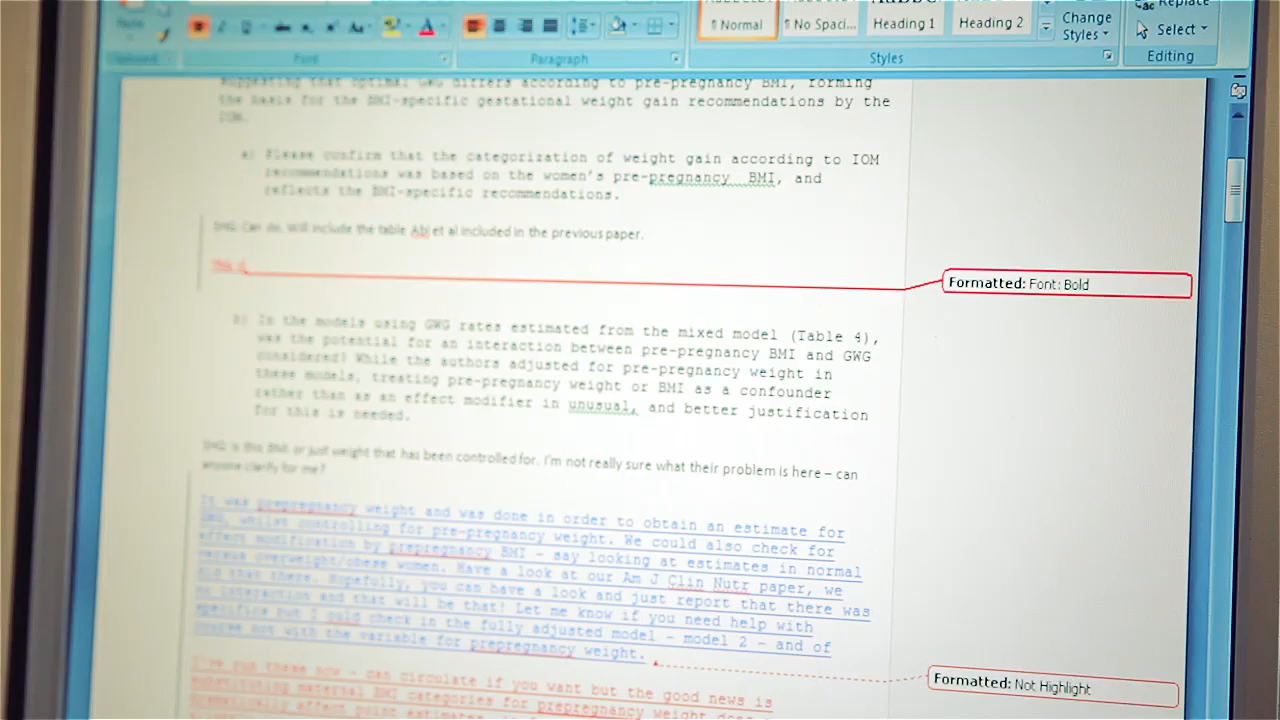 Replace
Normal
No Spaci...
Heading 1
Heading 2
Change
Styles
Select
Font
Paragraph
Styles
Editing
suggesting that optimal GWG differs according to pre-pregnancy BMI, forming
the basis for the BMI-specific gestational weight gain recommendations by the
IOM.
a) Please confirm that the categorization of weight gain according to IOM
recommendations was based on the women's pre-pregnancy BMI, and
reflects the BMI-specific recommendations.
Can do. Will include the table Abi et al included in the previous paper.
This is
Formatted: Font: Bold
b) In the models using GWG rates estimated from the mixed model (Table 4),
was the potential for an interaction between pre-pregnancy BMI and GWG
considered? While the authors adjusted for pre-pregnancy weight in
these models, treating pre-pregnancy weight or BMI as a confounder
rather than as an effect modifier in unusual, and better justification
for this is needed.
Is this BMI or just weight that has been controlled for. I'm not really sure what their problem is here – can
anyone clarify for me?
It was prepregnancy weight and was done in order to obtain an estimate for
GWG, whilst controlling for pre-pregnancy weight. We could also check for
effect modification by prepregnancy BMI – say looking at estimates in normal
versus overweight/obese women. Have a look at our Am J Clin Nutr paper, we
did that there. Hopefully, you can have a look and just report that there was
no interaction and that will be that! Let me know if you need help with
specifics but I could check in the fully adjusted model – model 2 – and of
course not with the variable for prepregnancy weight.
Formatted: Not Highlight
I've run these now – can circulate if you want but the good news is
substituting maternal BMI categories for prepregnancy weight does
dramatically affect point estimates,